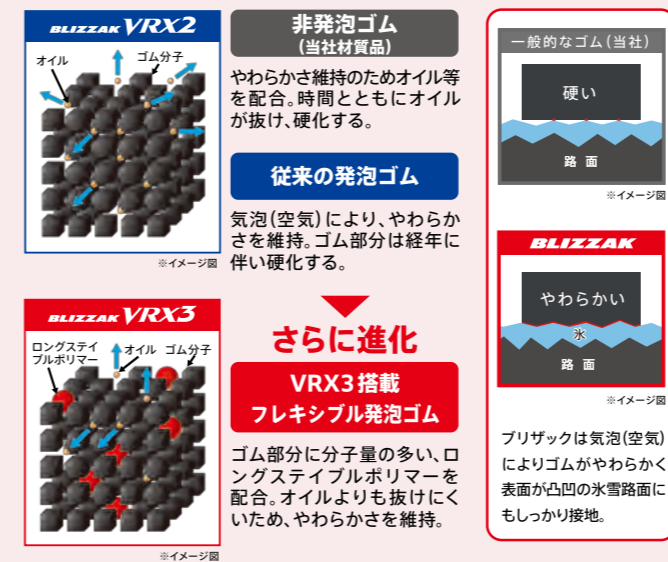 BLIZZAK VRX2
オイル
ゴム分子
※イメージ図
非発泡ゴム
(当社材質品)
やわらかさ維持のためオイル等
を配合。時間とともにオイル
が抜け、硬化する。
従来の発泡ゴム
気泡(空気)により、やわらか
さを維持。ゴム部分は経年に
伴い硬化する。
BLIZZAK VRX3
ロングステイ
ブルポリマー
オイル
ゴム分子
※イメージ図
さらに進化
VRX3搭載
フレキシブル発泡ゴム
ゴム部分に分子量の多い、ロ
ングステイブルポリマーを
配合。オイルよりも抜けにく
いため、やわらかさを維持。
一般的なゴム(当社)
硬い
路面
※イメージ図
BLIZZAK
やわらかい
氷
路面
※イメージ図
ブリザックは気泡(空気)
によりゴムがやわらかく
表面が凸凹の氷雪路面に
もしっかり接地。